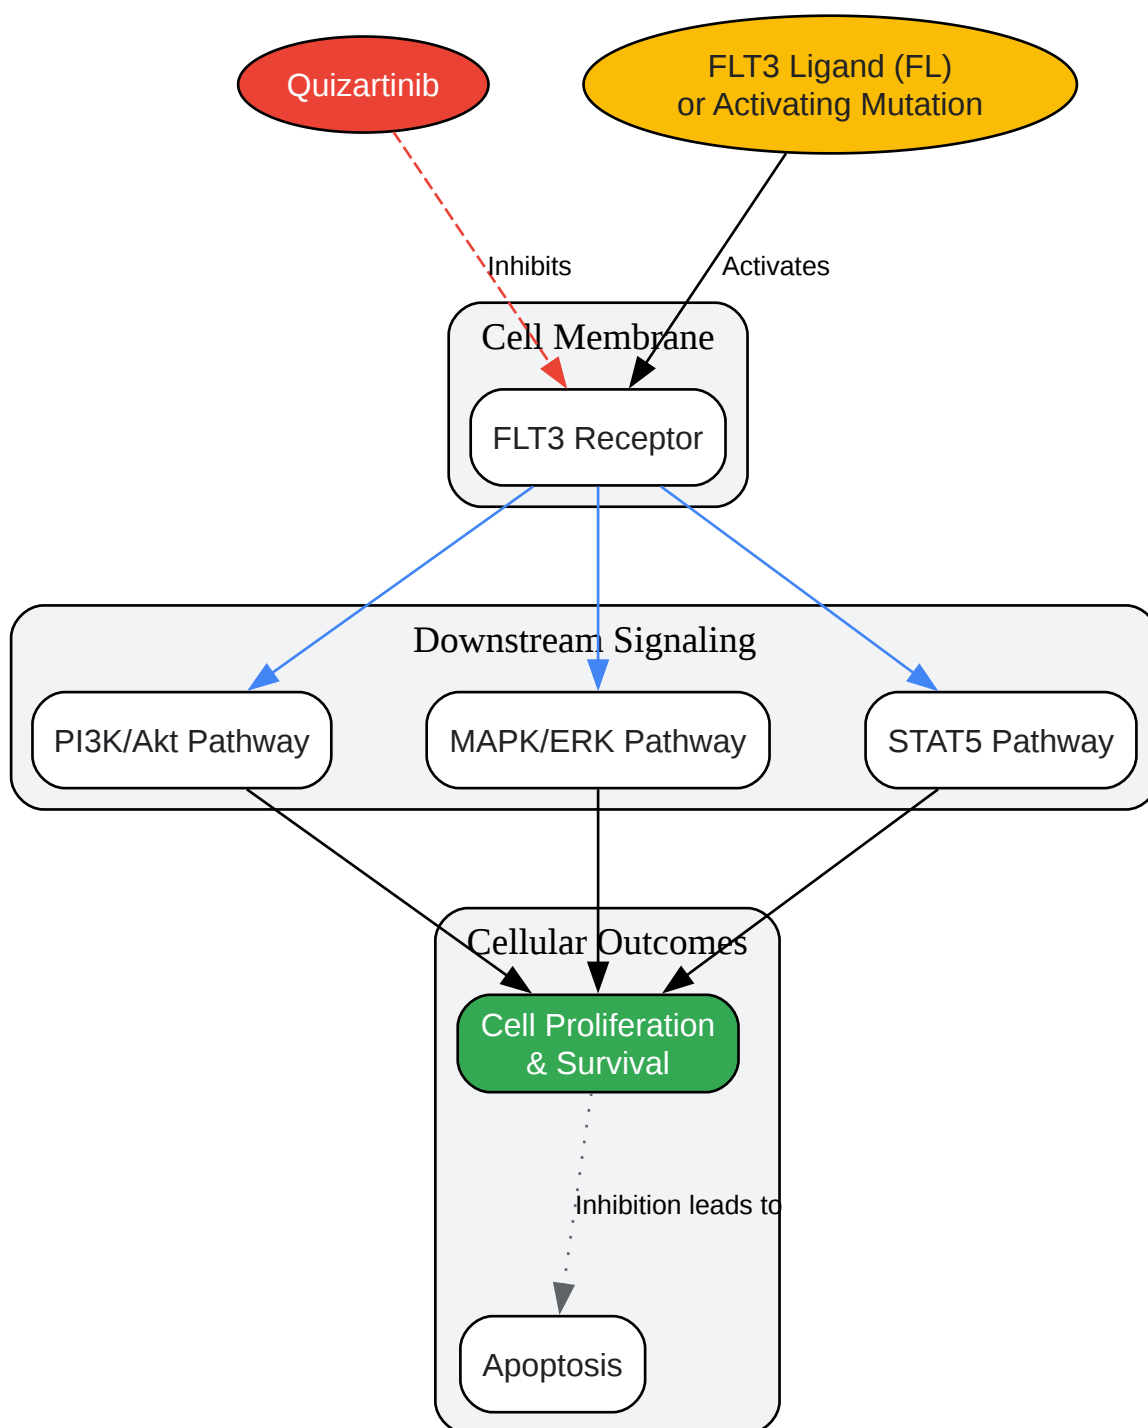 Quizartinib
FLT3 Ligand (FL)
or Activating Mutation
Inhibits
Activates
Cell Membrane
FLT3 Receptor
Downstream Signaling
PI3K/Akt Pathway
MAPK/ERK Pathway
STAT5 Pathway
Cellular Outcomes
Cell Proliferation
& Survival
Inhibition leads to
Apoptosis